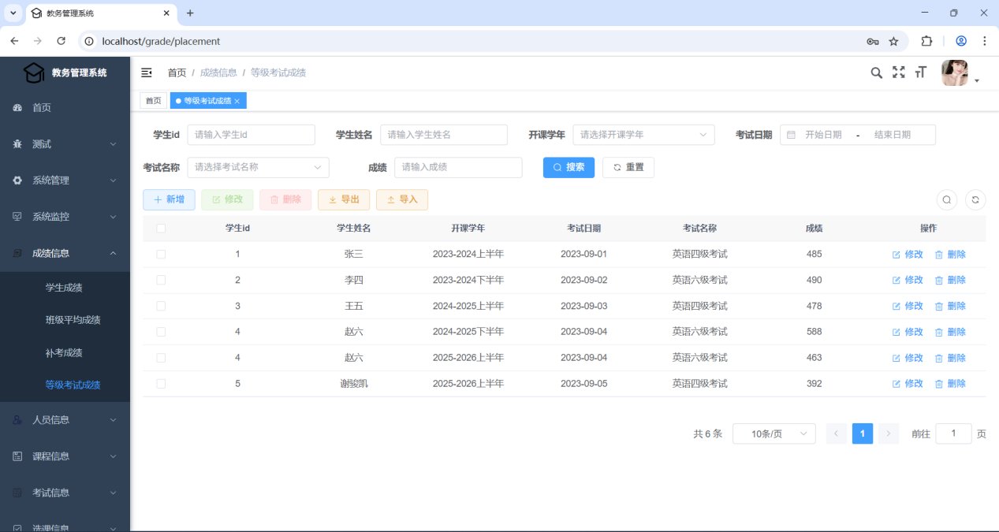 教务管理系统
localhost/grade/placement
教务管理系统
首页 / 成绩信息 / 等级考试成绩
首页
等级考试成绩
首页
测试
系统管理
系统监控
成绩信息
学生成绩
班级平均成绩
补考成绩
等级考试成绩
人员信息
课程信息
考试信息
选课信息
学生id 请输入学生id 学生姓名 请输入学生姓名 开课学年 请选择开课学年 考试日期 开始日期 - 结束日期
考试名称 请选择考试名称 成绩 请输入成绩 搜索 重置
新增 修改 删除 导出 导入
学生id 学生姓名 开课学年 考试日期 考试名称 成绩 操作
1 张三 2023-2024上半年 2023-09-01 英语四级考试 485 修改 删除
2 李四 2023-2024下半年 2023-09-02 英语六级考试 490 修改 删除
3 王五 2024-2025上半年 2023-09-03 英语四级考试 478 修改 删除
4 赵六 2024-2025下半年 2023-09-04 英语六级考试 588 修改 删除
4 赵六 2025-2026上半年 2023-09-04 英语六级考试 463 修改 删除
5 谢骏凯 2025-2026上半年 2023-09-05 英语四级考试 392 修改 删除
共 6 条 10条/页 1 前往 1 页